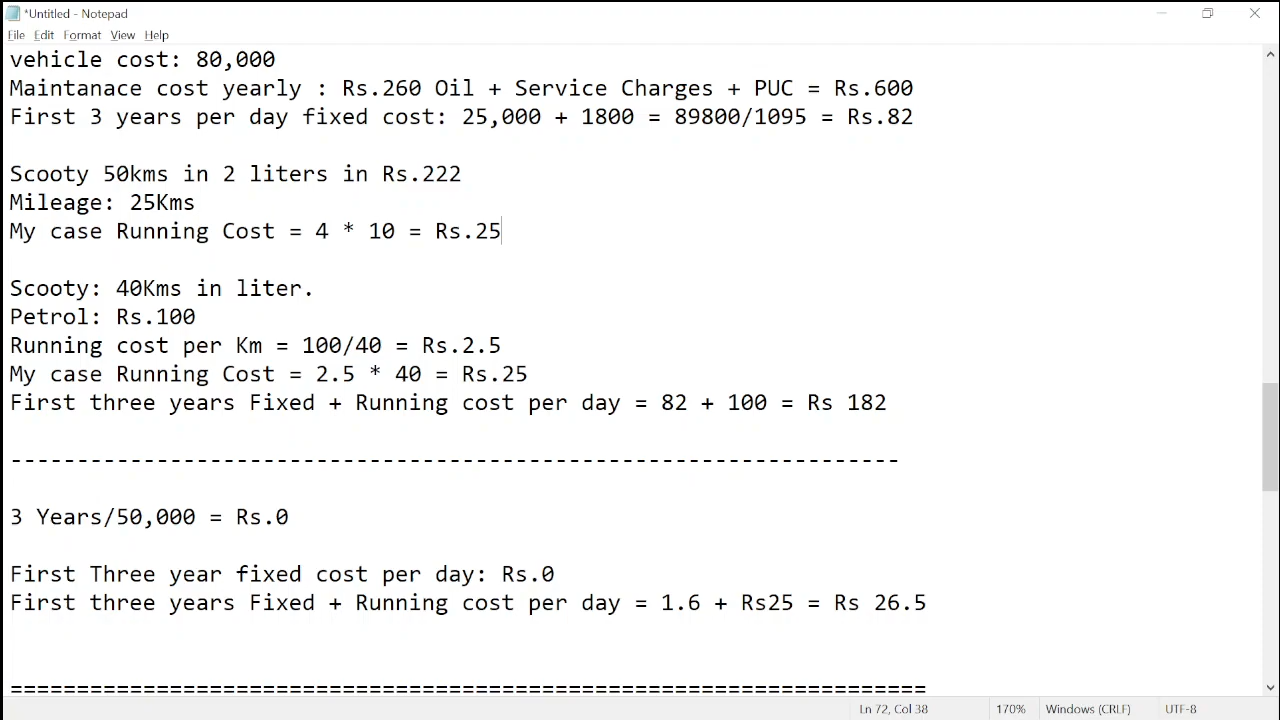 *Untitled - Notepad
File Edit Format View Help
vehicle cost: 80,000
Maintanace cost yearly : Rs.260 Oil + Service Charges + PUC = Rs.600
First 3 years per day fixed cost: 25,000 + 1800 = 89800/1095 = Rs.82
Scooty 50kms in 2 liters in Rs.222
Mileage: 25Kms
My case Running Cost = 4 * 10 = Rs.25
Scooty: 40Kms in liter.
Petrol: Rs.100
Running cost per Km = 100/40 = Rs.2.5
My case Running Cost = 2.5 * 40 = Rs.25
First three years Fixed + Running cost per day = 82 + 100 = Rs 182
-------------------------------------------------------------------
3 Years/50,000 = Rs.0
First Three year fixed cost per day: Rs.0
First three years Fixed + Running cost per day = 1.6 + Rs25 = Rs 26.5
=====================================================================
Ln 72, Col 38 170% Windows (CRLF) UTF-8